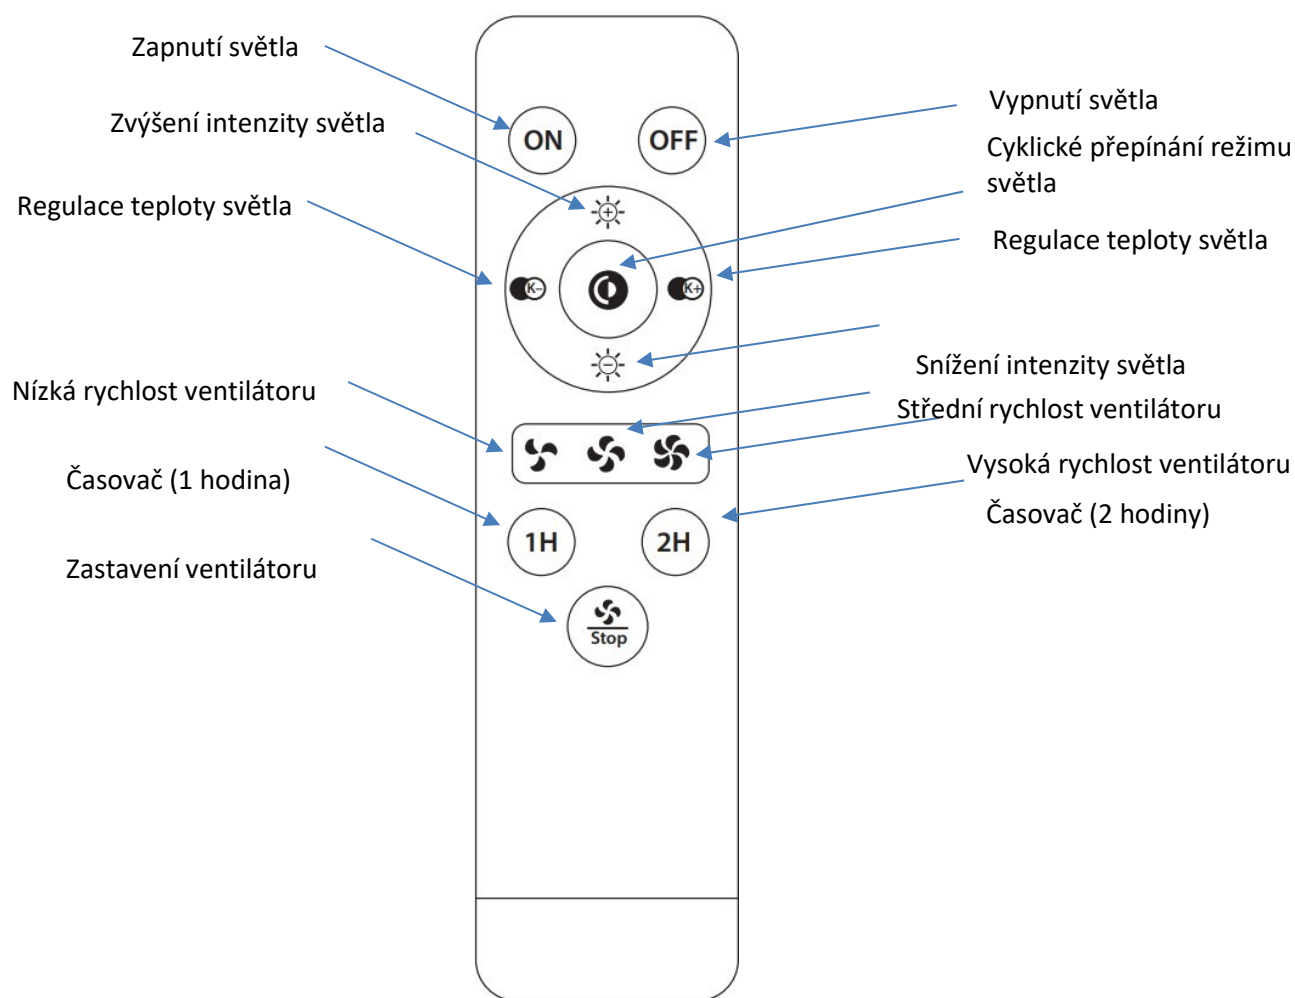 Zapnutí světla
Vypnutí světla
Zvýšení intenzity světla
ON
OFF
Cyklické přepínání režimu
světla
Regulace teploty světla
Regulace teploty světla
K-
K+
Snížení intenzity světla
Nízká rychlost ventilátoru
Střední rychlost ventilátoru
Vysoká rychlost ventilátoru
Časovač (1 hodina)
Časovač (2 hodiny)
1H
2H
Zastavení ventilátoru
Stop